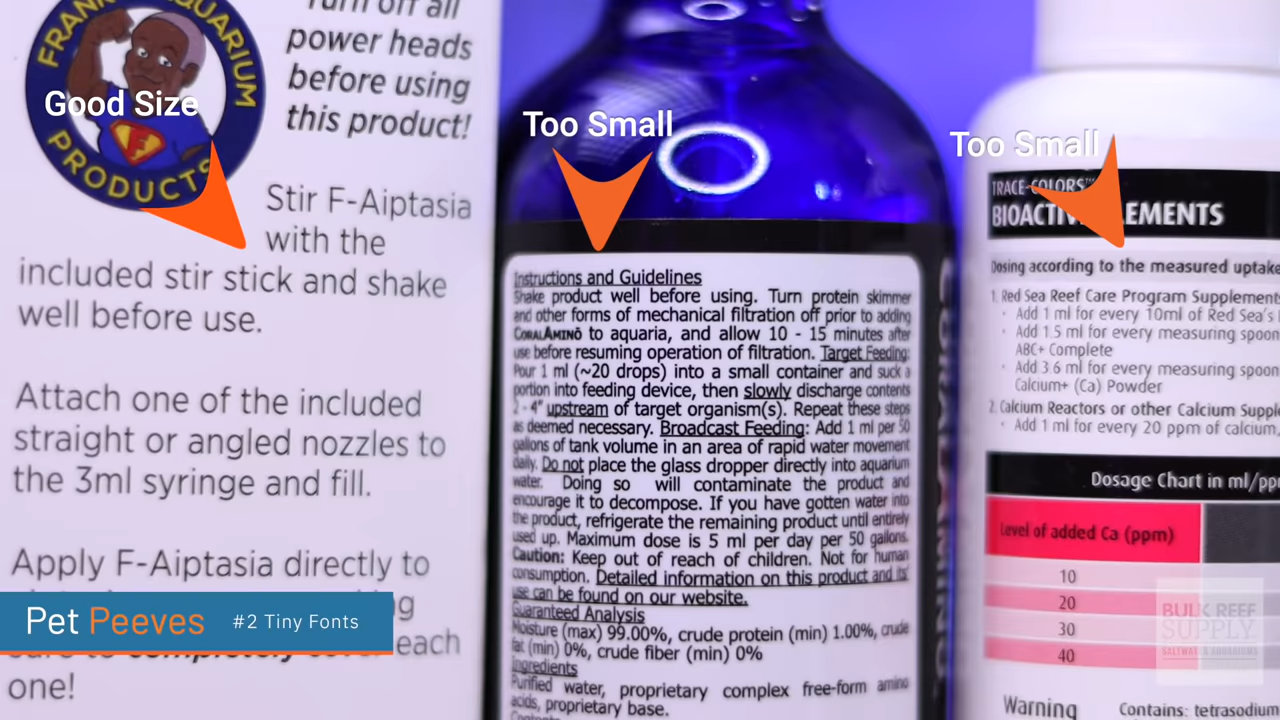 FRANK AQUARIUM
PRODUCTS
Good Size
Turn off all
power heads
before using
this product!
Stir F-Aiptasia
with the
included stir stick and shake
well before use.
Attach one of the included
straight or angled nozzles to
the 3ml syringe and fill.
Apply F-Aiptasia directly to
completely
each
one!
Pet Peeves #2 Tiny Fonts
Too Small
Instructions and Guidelines
Shake product well before using. Turn protein skimmer
and other forms of mechanical filtration off prior to adding
CORALAMINŌ to aquaria, and allow 10 - 15 minutes after
use before resuming operation of filtration. Target Feeding:
Pour 1 ml (~20 drops) into a small container and suck a
portion into feeding device, then slowly discharge contents
2 - 4" upstream of target organism(s). Repeat these steps
as deemed necessary. Broadcast Feeding: Add 1 ml per 50
gallons of tank volume in an area of rapid water movement
daily. Do not place the glass dropper directly into aquarium
water. Doing so will contaminate the product and
encourage it to decompose. If you have gotten water into
the product, refrigerate the remaining product until entirely
used up. Maximum dose is 5 ml per day per 50 gallons.
Caution: Keep out of reach of children. Not for human
consumption. Detailed information on this product and its
use can be found on our website.
Guaranteed Analysis
Moisture (max) 99.00%, crude protein (min) 1.00%, crude
fat (min) 0%, crude fiber (min) 0%
Ingredients
Purified water, proprietary complex free-form amino
acids, proprietary base.
Too Small
TRACE-COLORS™
BIOACTIV LEMENTS
Dosing according to the measured uptake
1. Red Sea Reef Care Program Supplement
• Add 1 ml for every 10ml of Red Sea's
• Add 1.5 ml for every measuring spoon
ABC+ Complete
• Add 3.6 ml for every measuring spoon
Calcium+ (Ca) Powder
2. Calcium Reactors or other Calcium Suppl
• Add 1 ml for every 20 ppm of calcium,
Dosage Chart in ml/pp
Level of added Ca (ppm)
10
20
30
40
Warning Contains: tetrasodium
BULK REEF
SUPPLY
SALTWATER AQUARIUMS